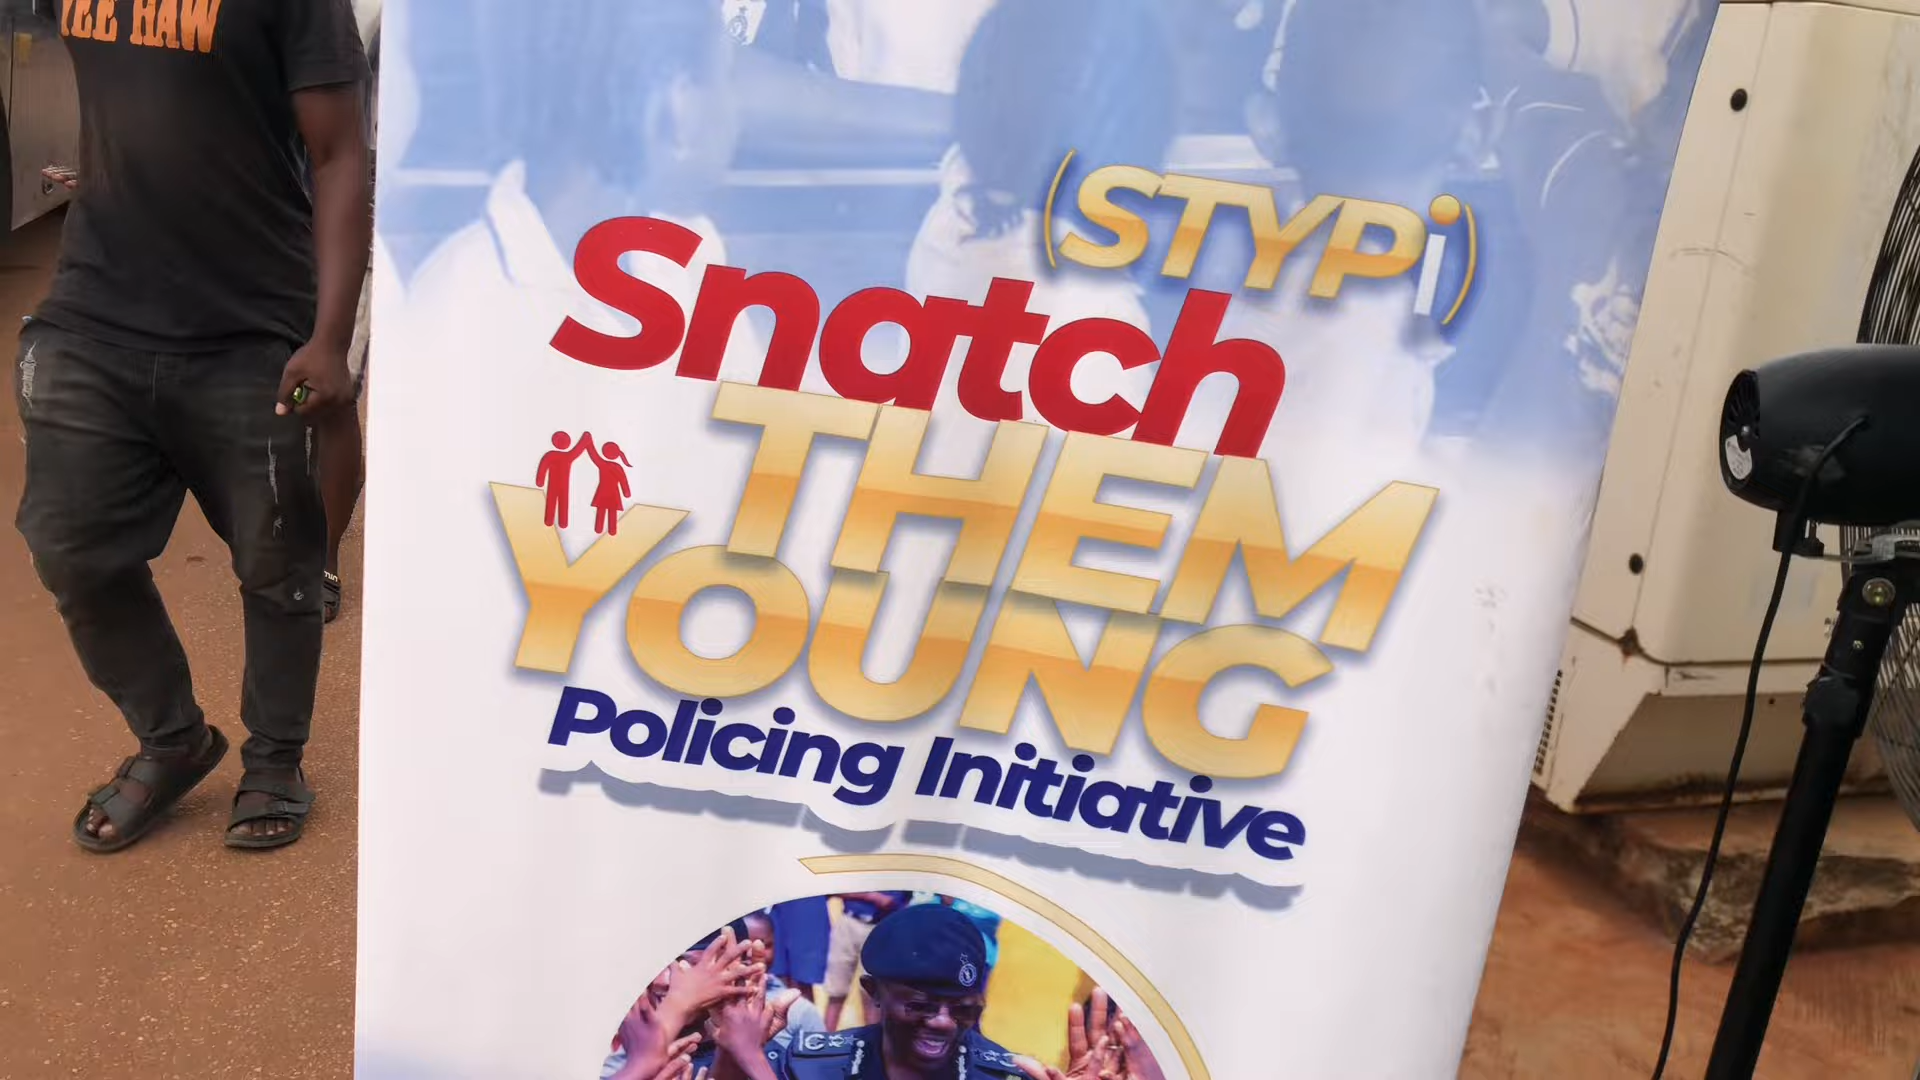 YEE HAW
(STYPi)
Snatch
THEM
YOUNG
Policing Initiative